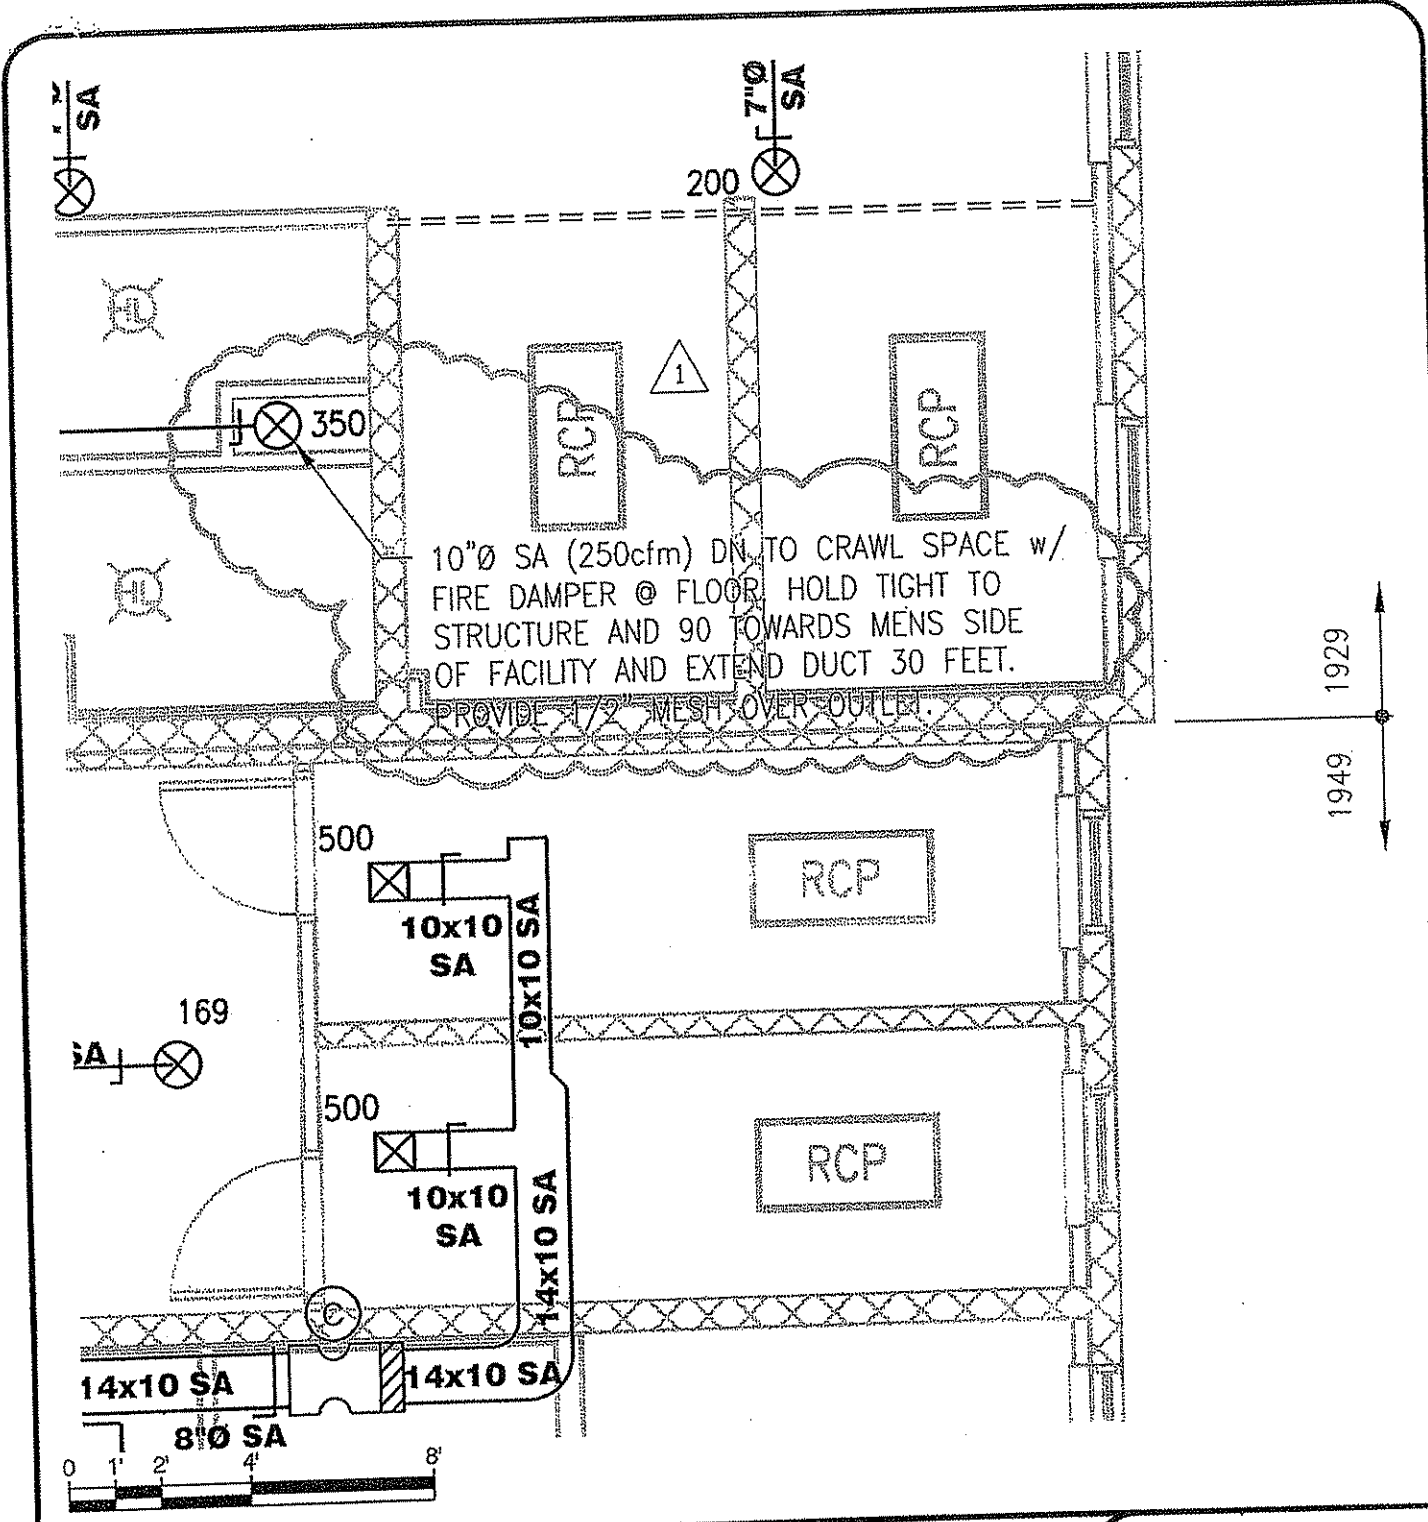 SA
7"Ø
SA
200
HL
350
1
RCP
RCP
HL
10"Ø SA (250cfm) DN TO CRAWL SPACE w/
FIRE DAMPER @ FLOOR HOLD TIGHT TO
STRUCTURE AND 90 TOWARDS MENS SIDE
OF FACILITY AND EXTEND DUCT 30 FEET.
PROVIDE 1/2" MESH OVER OUTLET.
1929
1949
500
10x10
SA
10x10 SA
RCP
169
SA
500
10x10
SA
14x10 SA
RCP
C
14x10 SA
14x10 SA
8"Ø SA
0 1' 2' 4' 8'